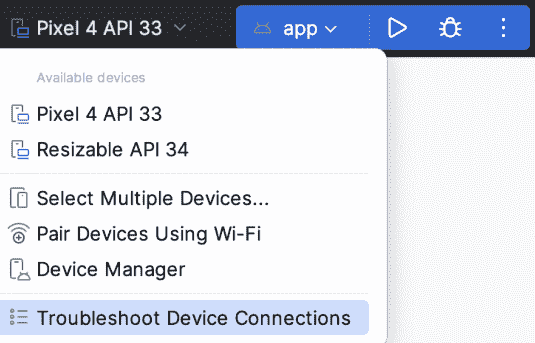 Pixel 4 API 33
app
Available devices
Pixel 4 API 33
Resizable API 34
Select Multiple Devices...
Pair Devices Using Wi-Fi
Device Manager
Troubleshoot Device Connections